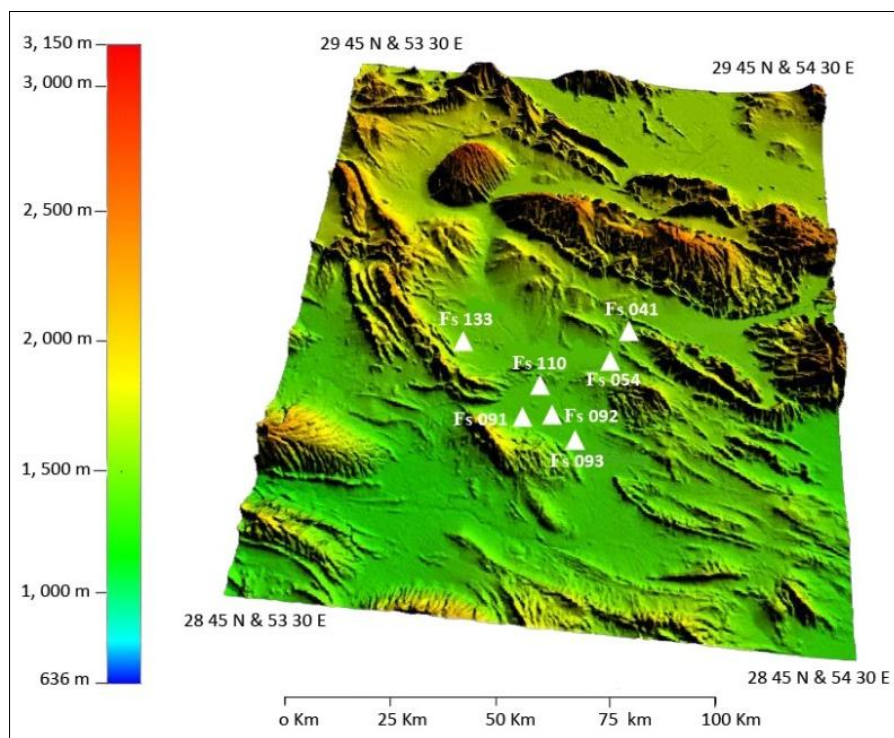 29 45 N & 53 30 E
29 45 N & 54 30 E
3, 150 m
3, 000 m
2, 500 m
2, 000 m
1, 500 m
1, 000 m
636 m
Fs 133
Fs 041
Fs 110
Fs 054
Fs 091
Fs 092
Fs 093
28 45 N & 53 30 E
28 45 N & 54 30 E
o Km
25 Km
50 Km
75 km
100 Km